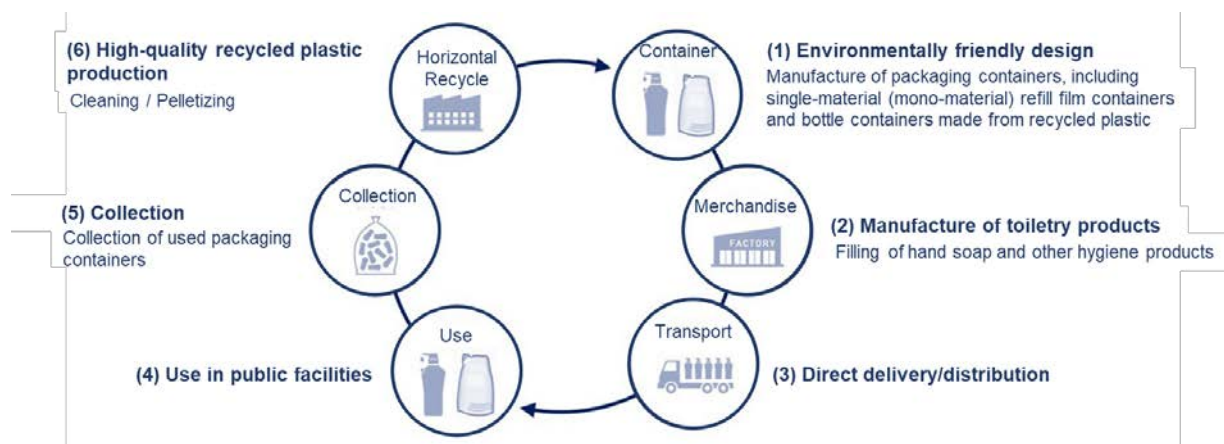 Container
(1) Environmentally friendly design
Manufacture of packaging containers, including
single-material (mono-material) refill film containers
and bottle containers made from recycled plastic
Merchandise
FACTORY
(2) Manufacture of toiletry products
Filling of hand soap and other hygiene products
Transport
(3) Direct delivery/distribution
Use
(4) Use in public facilities
Collection
(5) Collection
Collection of used packaging
containers
Horizontal
Recycle
(6) High-quality recycled plastic
production
Cleaning / Pelletizing